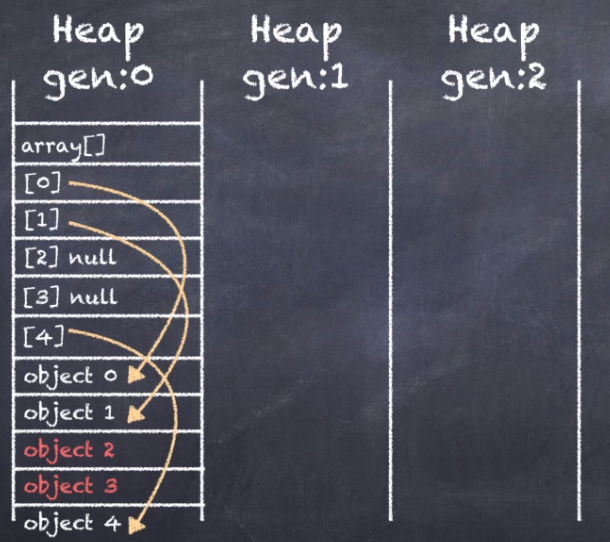 Heap
gen:0
Heap
gen:1
Heap
gen:2
array[]
[0]
[1]
[2] null
[3] null
[4]
object 0
object 1
object 2
object 3
object 4